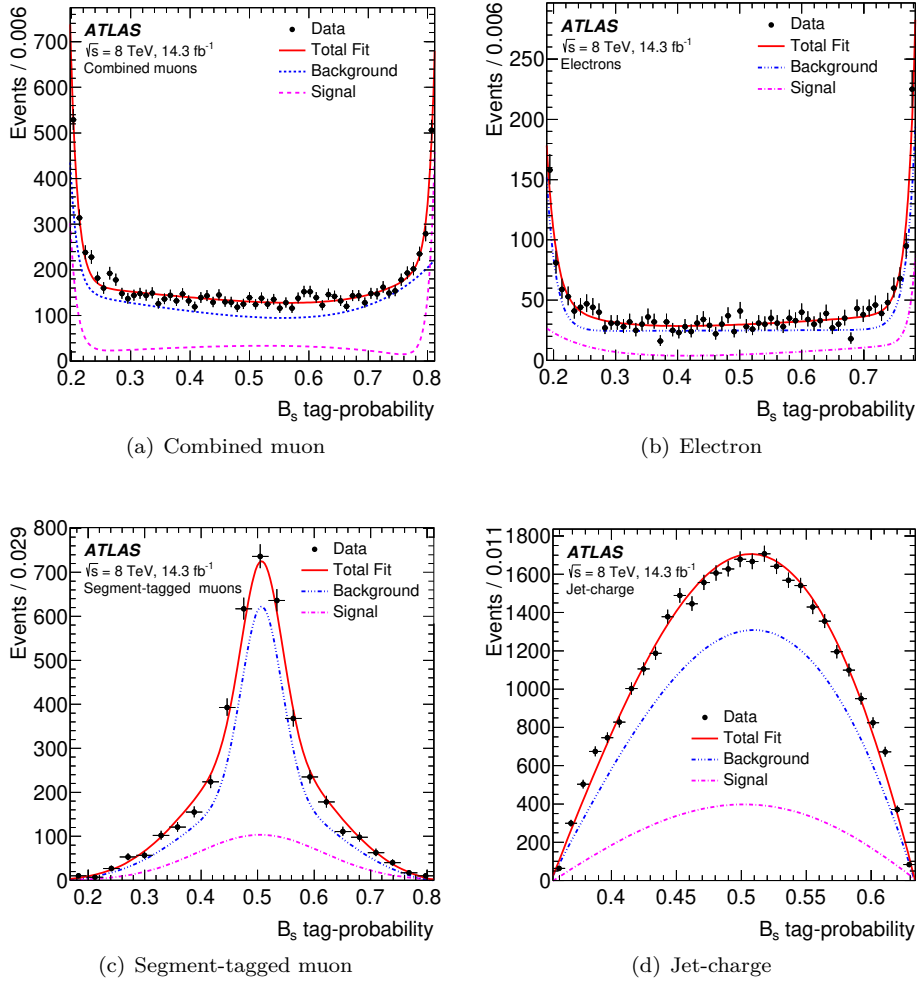 ATLAS
√s = 8 TeV, 14.3 fb⁻¹
Combined muons
Data
Total Fit
Background
Signal
Events / 0.006
700
600
500
400
300
200
100
0
0.2 0.3 0.4 0.5 0.6 0.7 0.8
Bs tag-probability
(a) Combined muon
ATLAS
√s = 8 TeV, 14.3 fb⁻¹
Electrons
Data
Total Fit
Background
Signal
Events / 0.006
250
200
150
100
50
0
0.2 0.3 0.4 0.5 0.6 0.7
Bs tag-probability
(b) Electron
ATLAS
√s = 8 TeV, 14.3 fb⁻¹
Segment-tagged muons
Data
Total Fit
Background
Signal
Events / 0.029
800
700
600
500
400
300
200
100
0
0.2 0.3 0.4 0.5 0.6 0.7 0.8
Bs tag-probability
(c) Segment-tagged muon
ATLAS
√s = 8 TeV, 14.3 fb⁻¹
Jet-charge
Data
Total Fit
Background
Signal
Events / 0.011
1800
1600
1400
1200
1000
800
600
400
200
0
0.4 0.45 0.5 0.55 0.6
Bs tag-probability
(d) Jet-charge